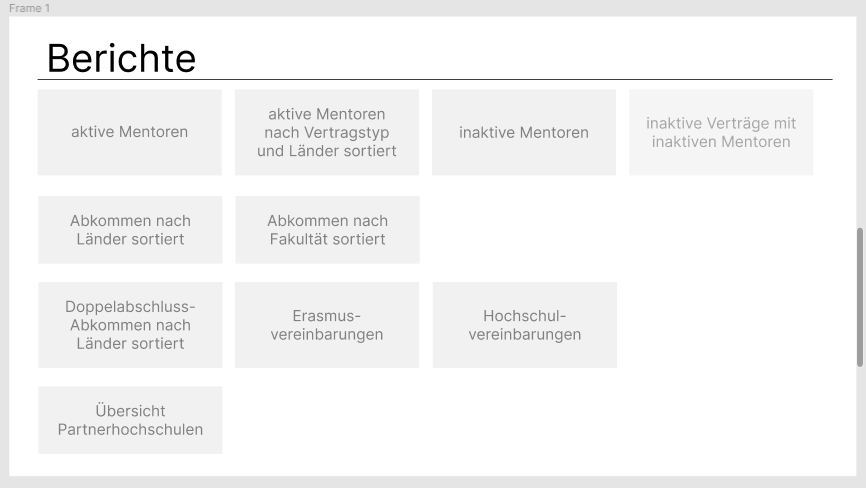 Frame 1
Berichte
aktive Mentoren
aktive Mentoren
nach Vertragstyp
und Länder sortiert
inaktive Mentoren
inaktive Verträge mit
inaktiven Mentoren
Abkommen nach
Länder sortiert
Abkommen nach
Fakultät sortiert
Doppelabschluss-
Abkommen nach
Länder sortiert
Erasmus-
vereinbarungen
Hochschul-
vereinbarungen
Übersicht
Partnerhochschulen